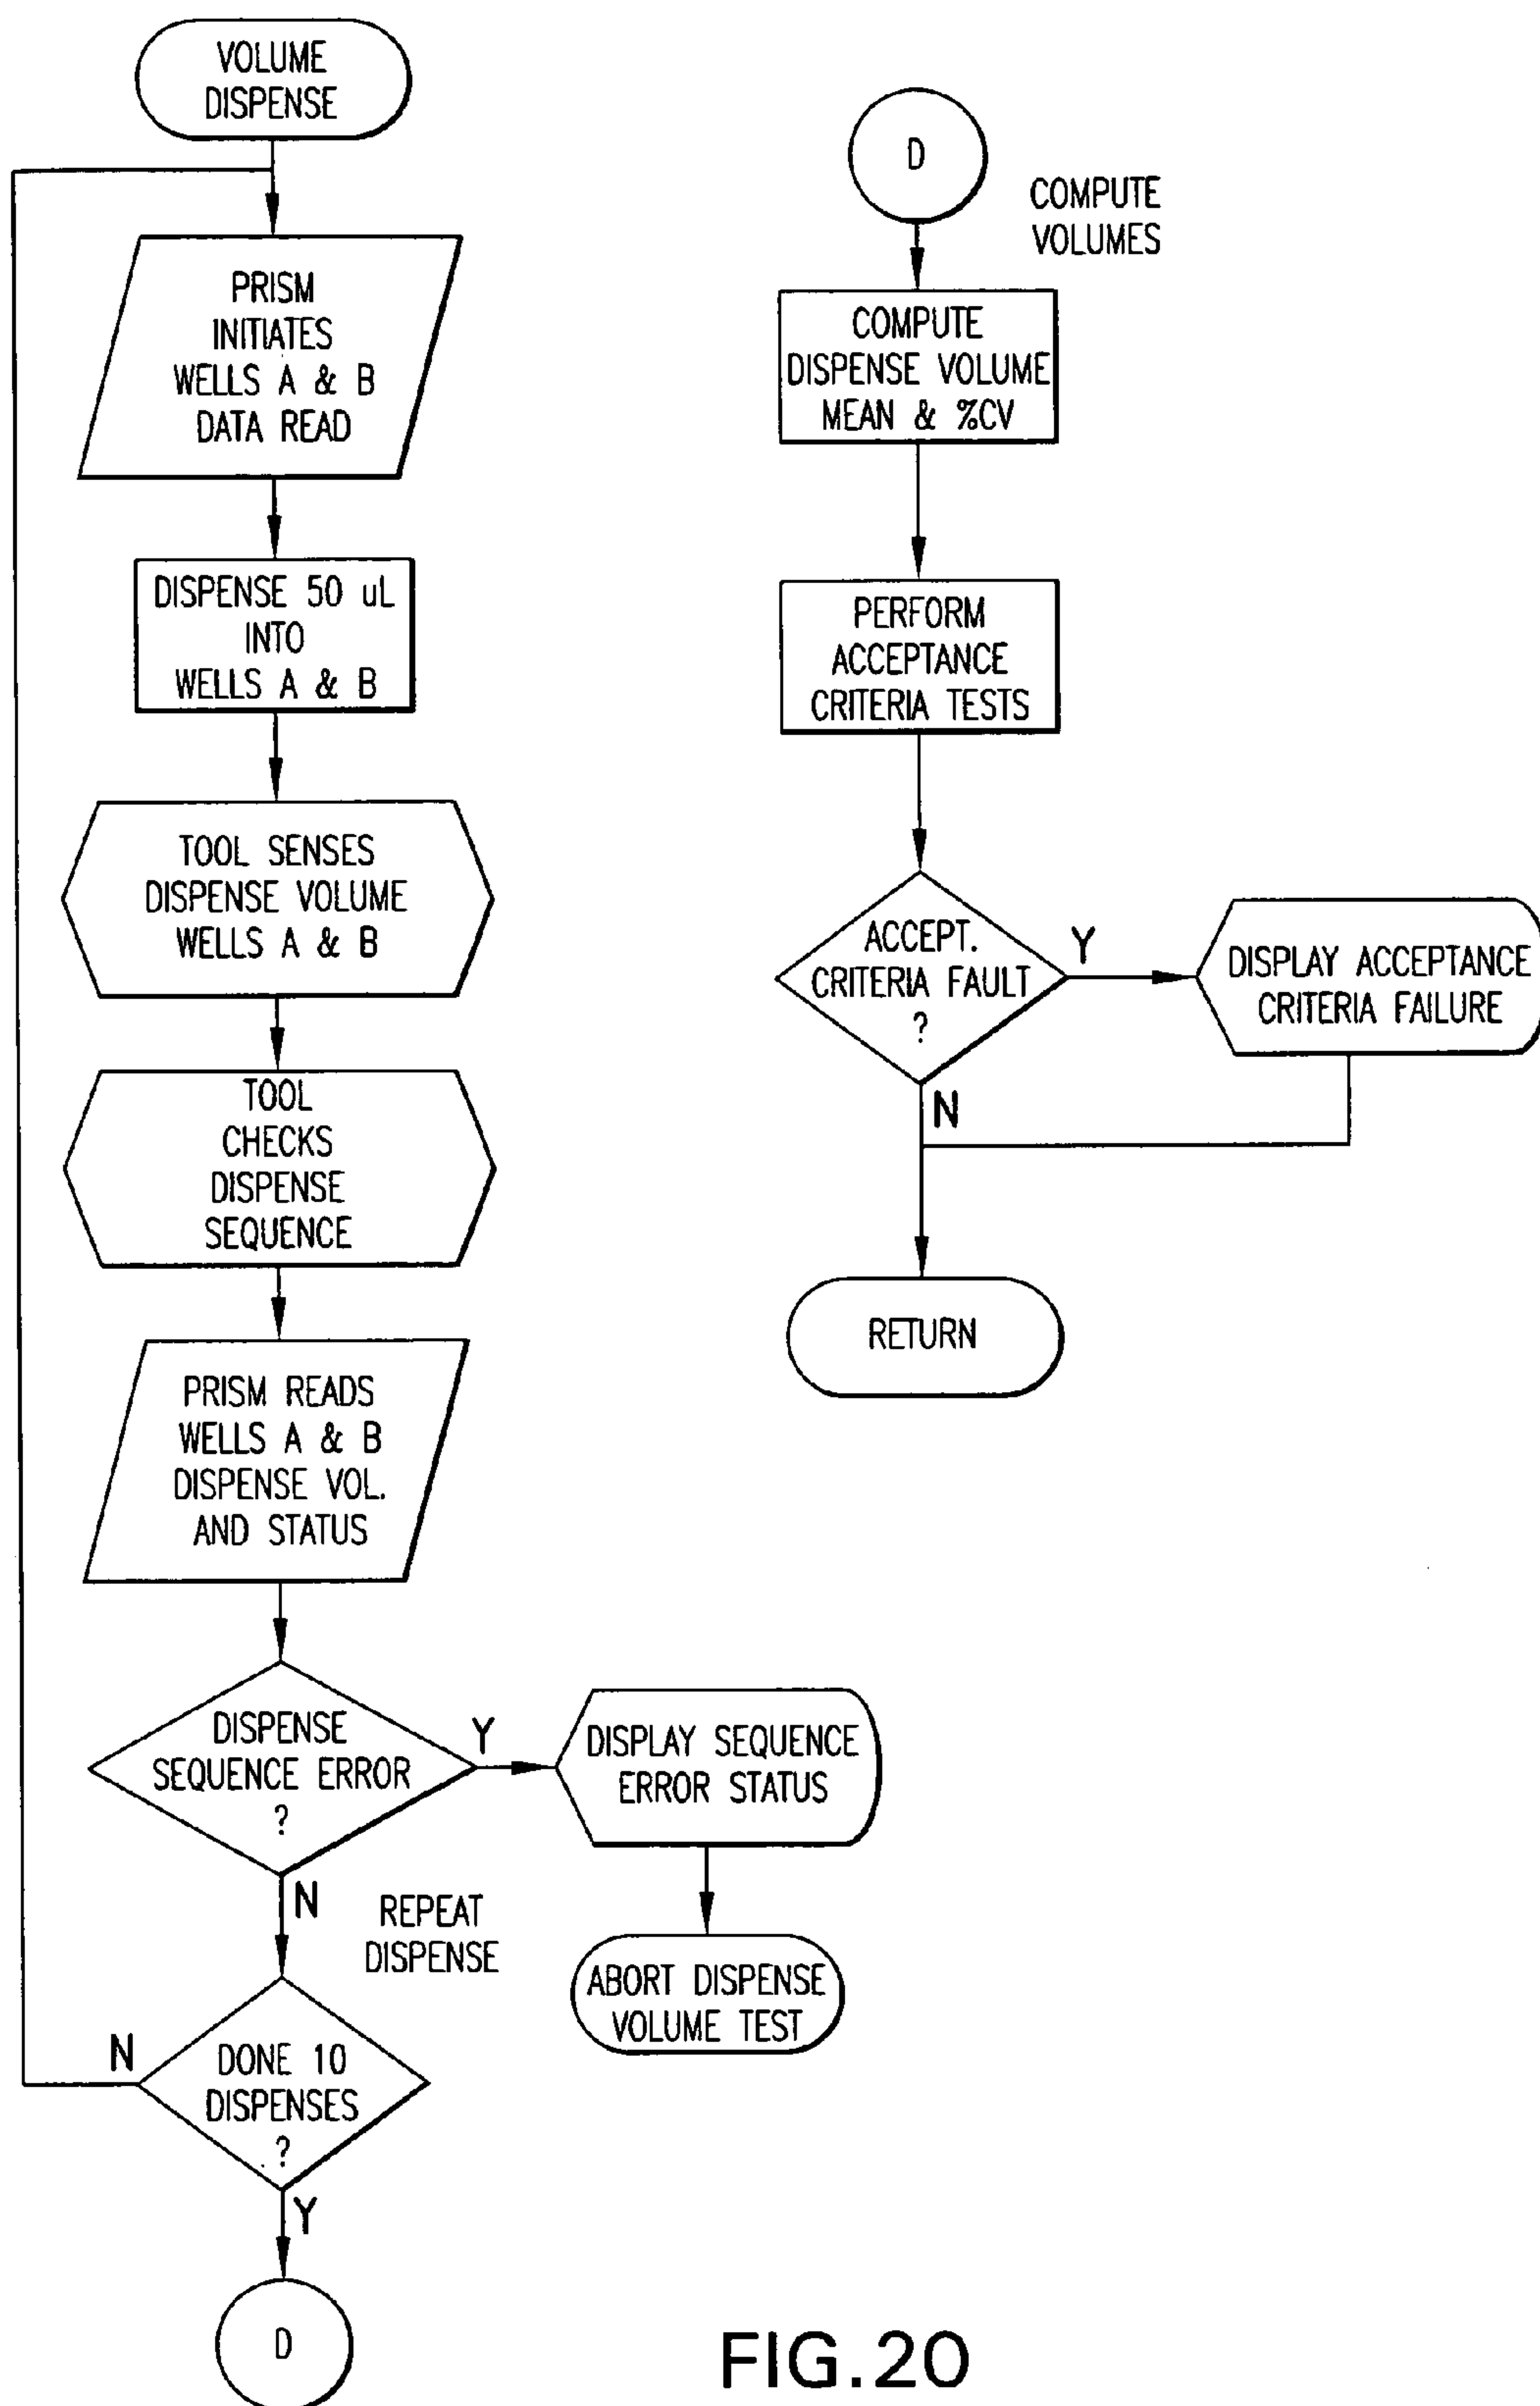 VOLUME
DISPENSE
PRISM
INITIATES
WELLS A & B
DATA READ
DISPENSE 50 uL
INTO
WELLS A & B
TOOL SENSES
DISPENSE VOLUME
WELLS A & B
TOOL
CHECKS
DISPENSE
SEQUENCE
PRISM READS
WELLS A & B
DISPENSE VOL.
AND STATUS
DISPENSE
SEQUENCE ERROR
?
Y
DISPLAY SEQUENCE
ERROR STATUS
ABORT DISPENSE
VOLUME TEST
N
REPEAT
DISPENSE
DONE 10
DISPENSES
?
N
Y
D
D
COMPUTE
VOLUMES
COMPUTE
DISPENSE VOLUME
MEAN & %CV
PERFORM
ACCEPTANCE
CRITERIA TESTS
ACCEPT.
CRITERIA FAULT
?
Y
DISPLAY ACCEPTANCE
CRITERIA FAILURE
N
RETURN
FIG.20